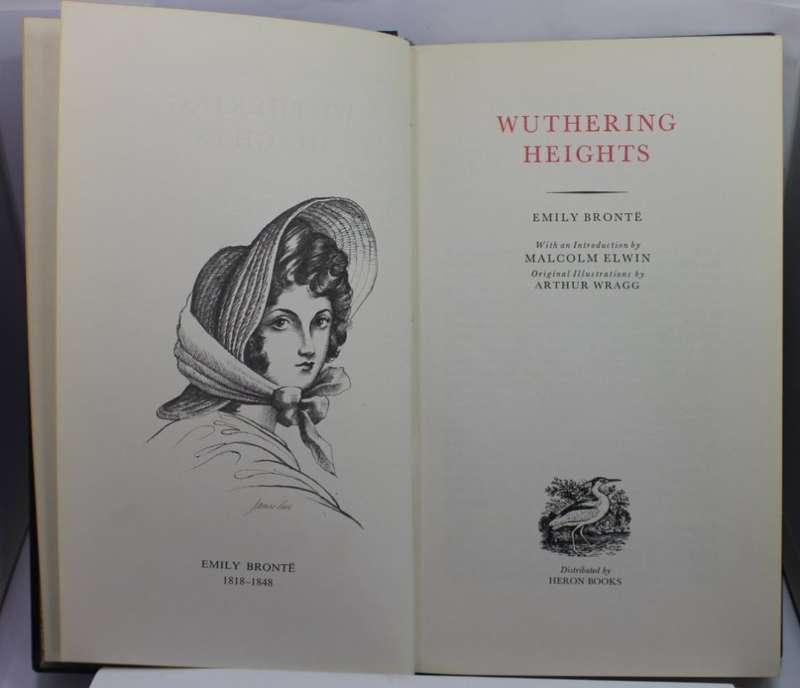 EMILY BRONTË
1818–1848
WUTHERING
HEIGHTS
EMILY BRONTË
With an Introduction by
MALCOLM ELWIN
Original Illustrations by
ARTHUR WRAGG
Distributed by
HERON BOOKS